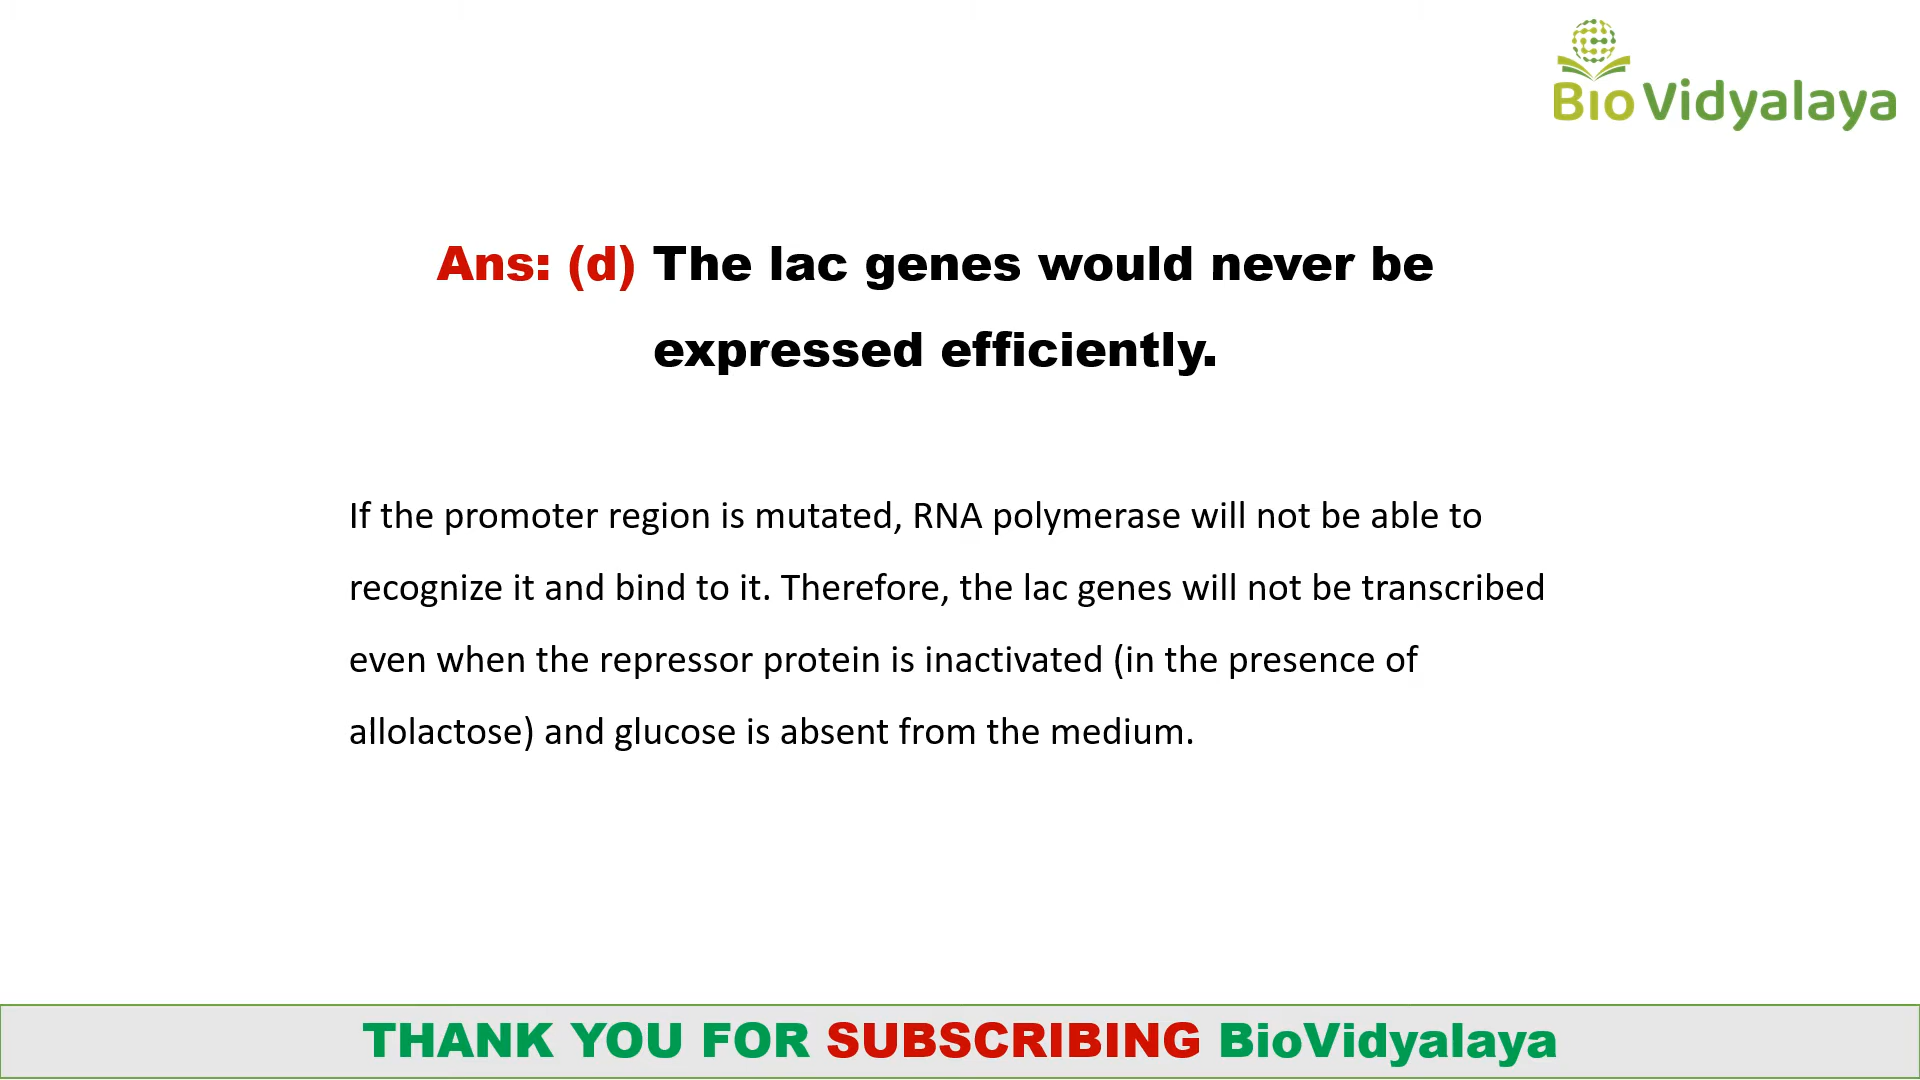 Bio Vidyalaya
Ans: (d) The lac genes would never be
expressed efficiently.
If the promoter region is mutated, RNA polymerase will not be able to
recognize it and bind to it. Therefore, the lac genes will not be transcribed
even when the repressor protein is inactivated (in the presence of
allolactose) and glucose is absent from the medium.
THANK YOU FOR SUBSCRIBING BioVidyalaya